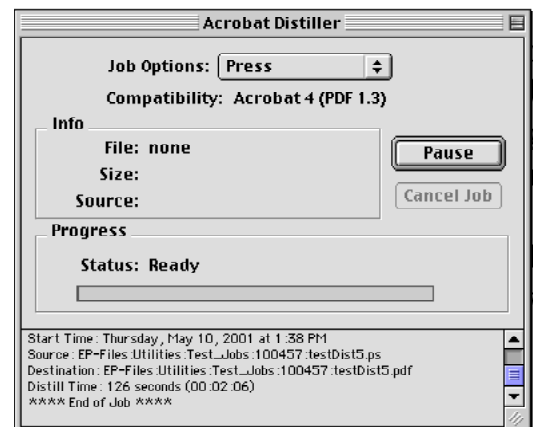 Acrobat Distiller
Job Options: Press
Compatibility: Acrobat 4 (PDF 1.3)
Info
File: none
Size:
Source:
Pause
Cancel Job
Progress
Status: Ready
Start Time: Thursday, May 10, 2001 at 1:38 PM
Source: EP-Files:Utilities:Test_Jobs:100457:testDist5.ps
Destination: EP-Files:Utilities:Test_Jobs:100457:testDist5.pdf
Distill Time: 126 seconds (00:02:06)
**** End of Job ****